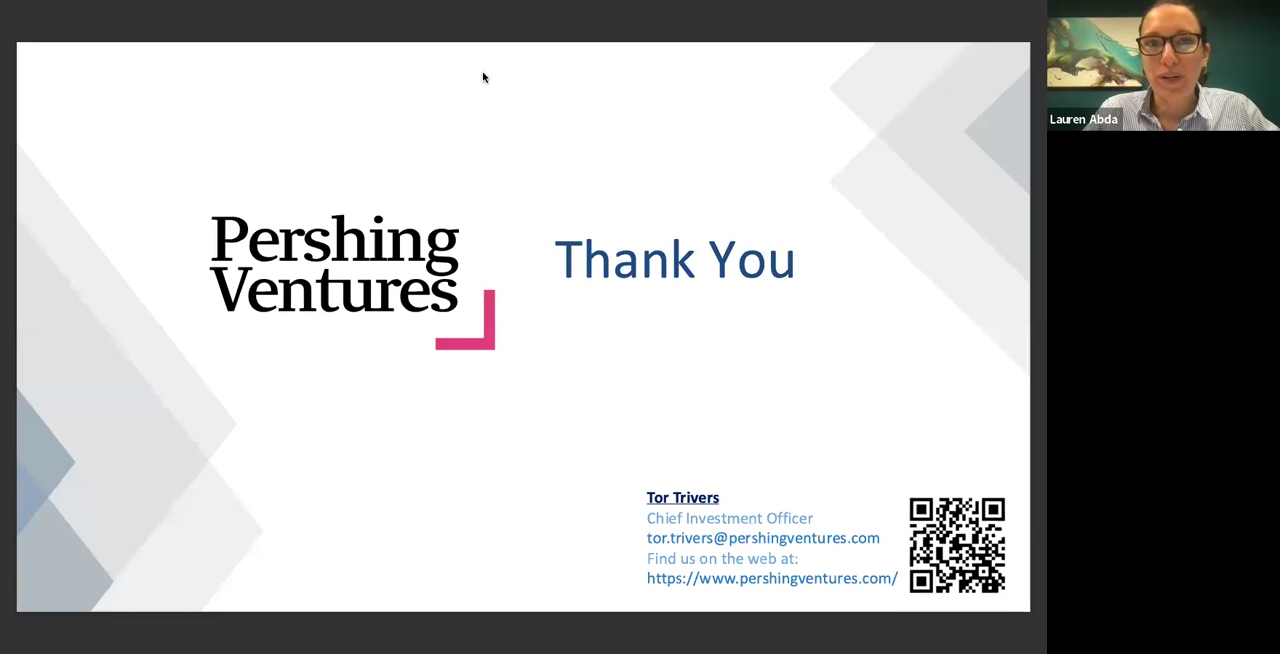 Pershing
Ventures
Thank You
Tor Trivers
Chief Investment Officer
tor.trivers@pershingventures.com
Find us on the web at:
https://www.pershingventures.com/
Lauren Abda